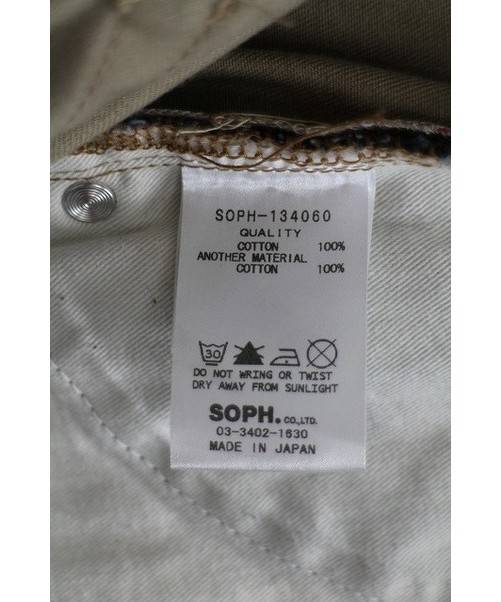 SOPH-134060
QUALITY
COTTON 100%
ANOTHER MATERIAL
COTTON 100%
30
DO NOT WRING OR TWIST
DRY AWAY FROM SUNLIGHT
SOPH. CO.,LTD.
03-3402-1630
MADE IN JAPAN